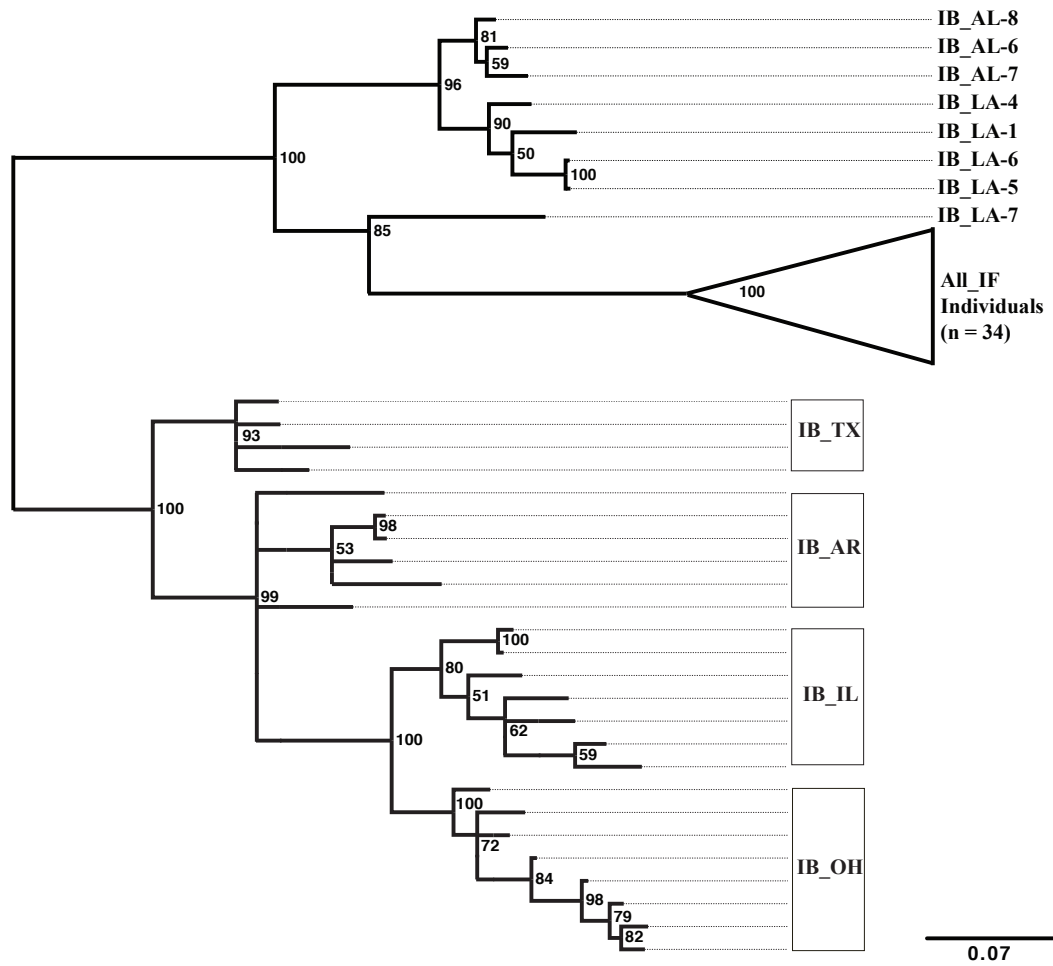 IB_AL-8
81
IB_AL-6
59
IB_AL-7
96
IB_LA-4
90
IB_LA-1
50
IB_LA-6
100
IB_LA-5
100
IB_LA-7
85
All_IF
Individuals
(n = 34)
100
93
IB_TX
100
98
53
IB_AR
99
100
80
51
IB_IL
62
100
59
100
72
IB_OH
84
98
79
82
0.07